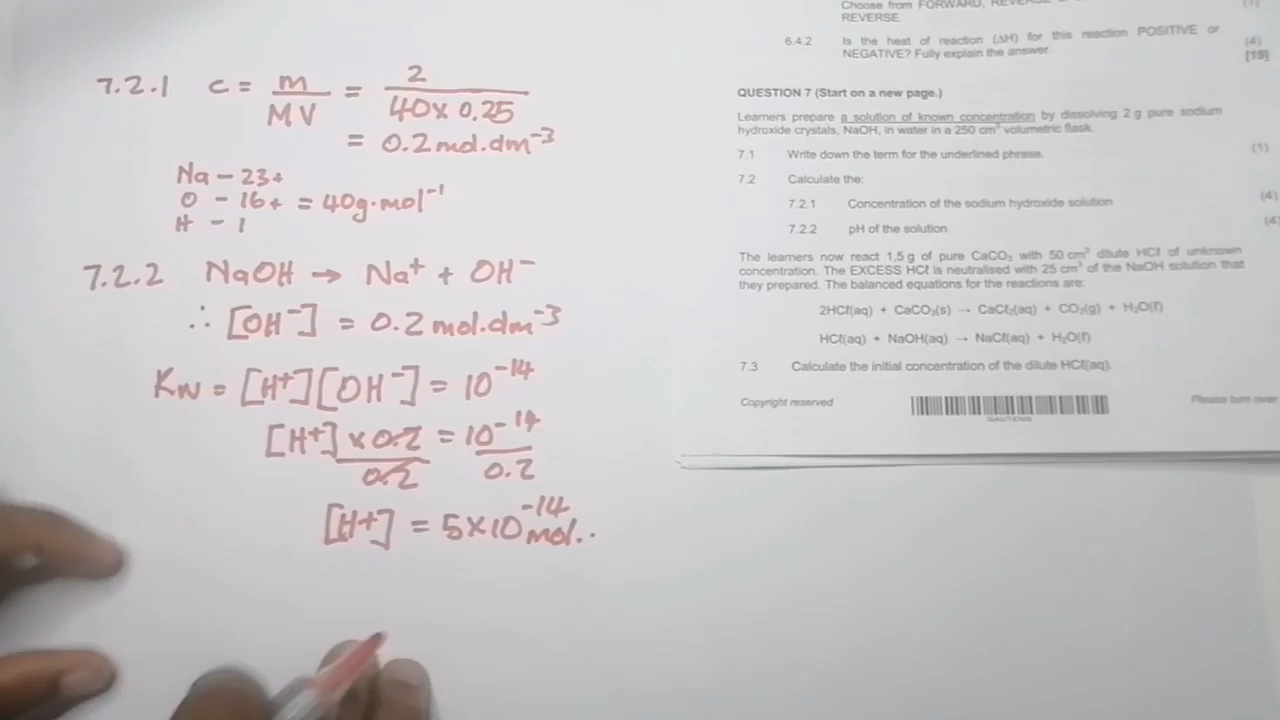 7.2.1 c = m/MV = 2/40 x 0.25
= 0.2 mol.dm⁻³
Na - 23 +
O - 16 + = 40g.mol⁻¹
H - 1
7.2.2 NaOH → Na⁺ + OH⁻
∴ [OH⁻] = 0.2 mol.dm⁻³
KW = [H⁺][OH⁻] = 10⁻¹⁴
[H⁺] x 0.2/0.2 = 10⁻¹⁴/0.2
[H⁺] = 5x10⁻¹⁴ mol..
Choose from FORWARD, REVERSE
REVERSE.
6.4.2 Is the heat of reaction (ΔH) for this reaction POSITIVE or (4)
NEGATIVE? Fully explain the answer. [19]
QUESTION 7 (Start on a new page.)
Learners prepare a solution of known concentration by dissolving 2 g pure sodium
hydroxide crystals, NaOH, in water in a 250 cm³ volumetric flask.
7.1 Write down the term for the underlined phrase. (1)
7.2 Calculate the:
7.2.1 Concentration of the sodium hydroxide solution (4)
7.2.2 pH of the solution (4)
The learners now react 1,5 g of pure CaCO₃ with 50 cm³ dilute HCℓ of unknown
concentration. The EXCESS HCℓ is neutralised with 25 cm³ of the NaOH solution that
they prepared. The balanced equations for the reactions are:
2HCℓ(aq) + CaCO₃(s) → CaCℓ₂(aq) + CO₂(g) + H₂O(ℓ)
HCℓ(aq) + NaOH(aq) → NaCℓ(aq) + H₂O(ℓ)
7.3 Calculate the initial concentration of the dilute HCℓ(aq).
Copyright reserved Please turn over